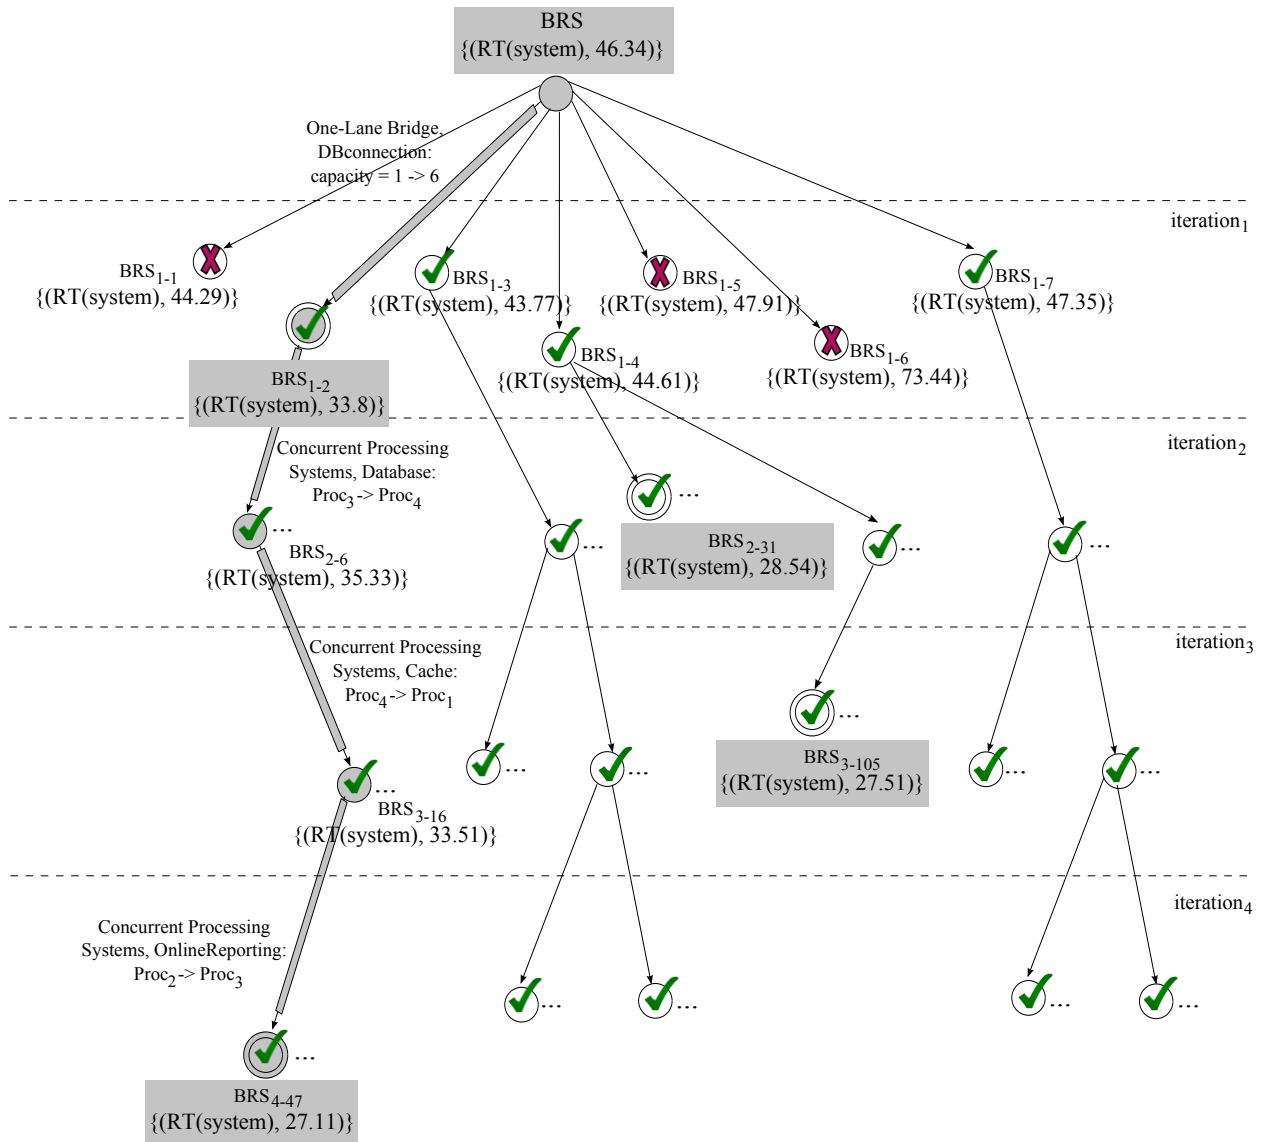 BRS
{(RT(system), 46.34)}
One-Lane Bridge,
DBconnection:
capacity = 1 -> 6
iteration1
BRS1-1
{(RT(system), 44.29)}
BRS1-3
{(RT(system), 43.77)}
BRS1-5
{(RT(system), 47.91)}
BRS1-7
{(RT(system), 47.35)}
BRS1-2
{(RT(system), 33.8)}
BRS1-4
{(RT(system), 44.61)}
BRS1-6
{(RT(system), 73.44)}
iteration2
Concurrent Processing
Systems, Database:
Proc3 -> Proc4
...
BRS2-6
{(RT(system), 35.33)}
...
...
BRS2-31
{(RT(system), 28.54)}
...
...
iteration3
Concurrent Processing
Systems, Cache:
Proc4 -> Proc1
...
BRS3-16
{(RT(system), 33.51)}
...
...
...
BRS3-105
{(RT(system), 27.51)}
...
...
iteration4
Concurrent Processing
Systems, OnlineReporting:
Proc2 -> Proc3
...
...
...
...
...
BRS4-47
{(RT(system), 27.11)}